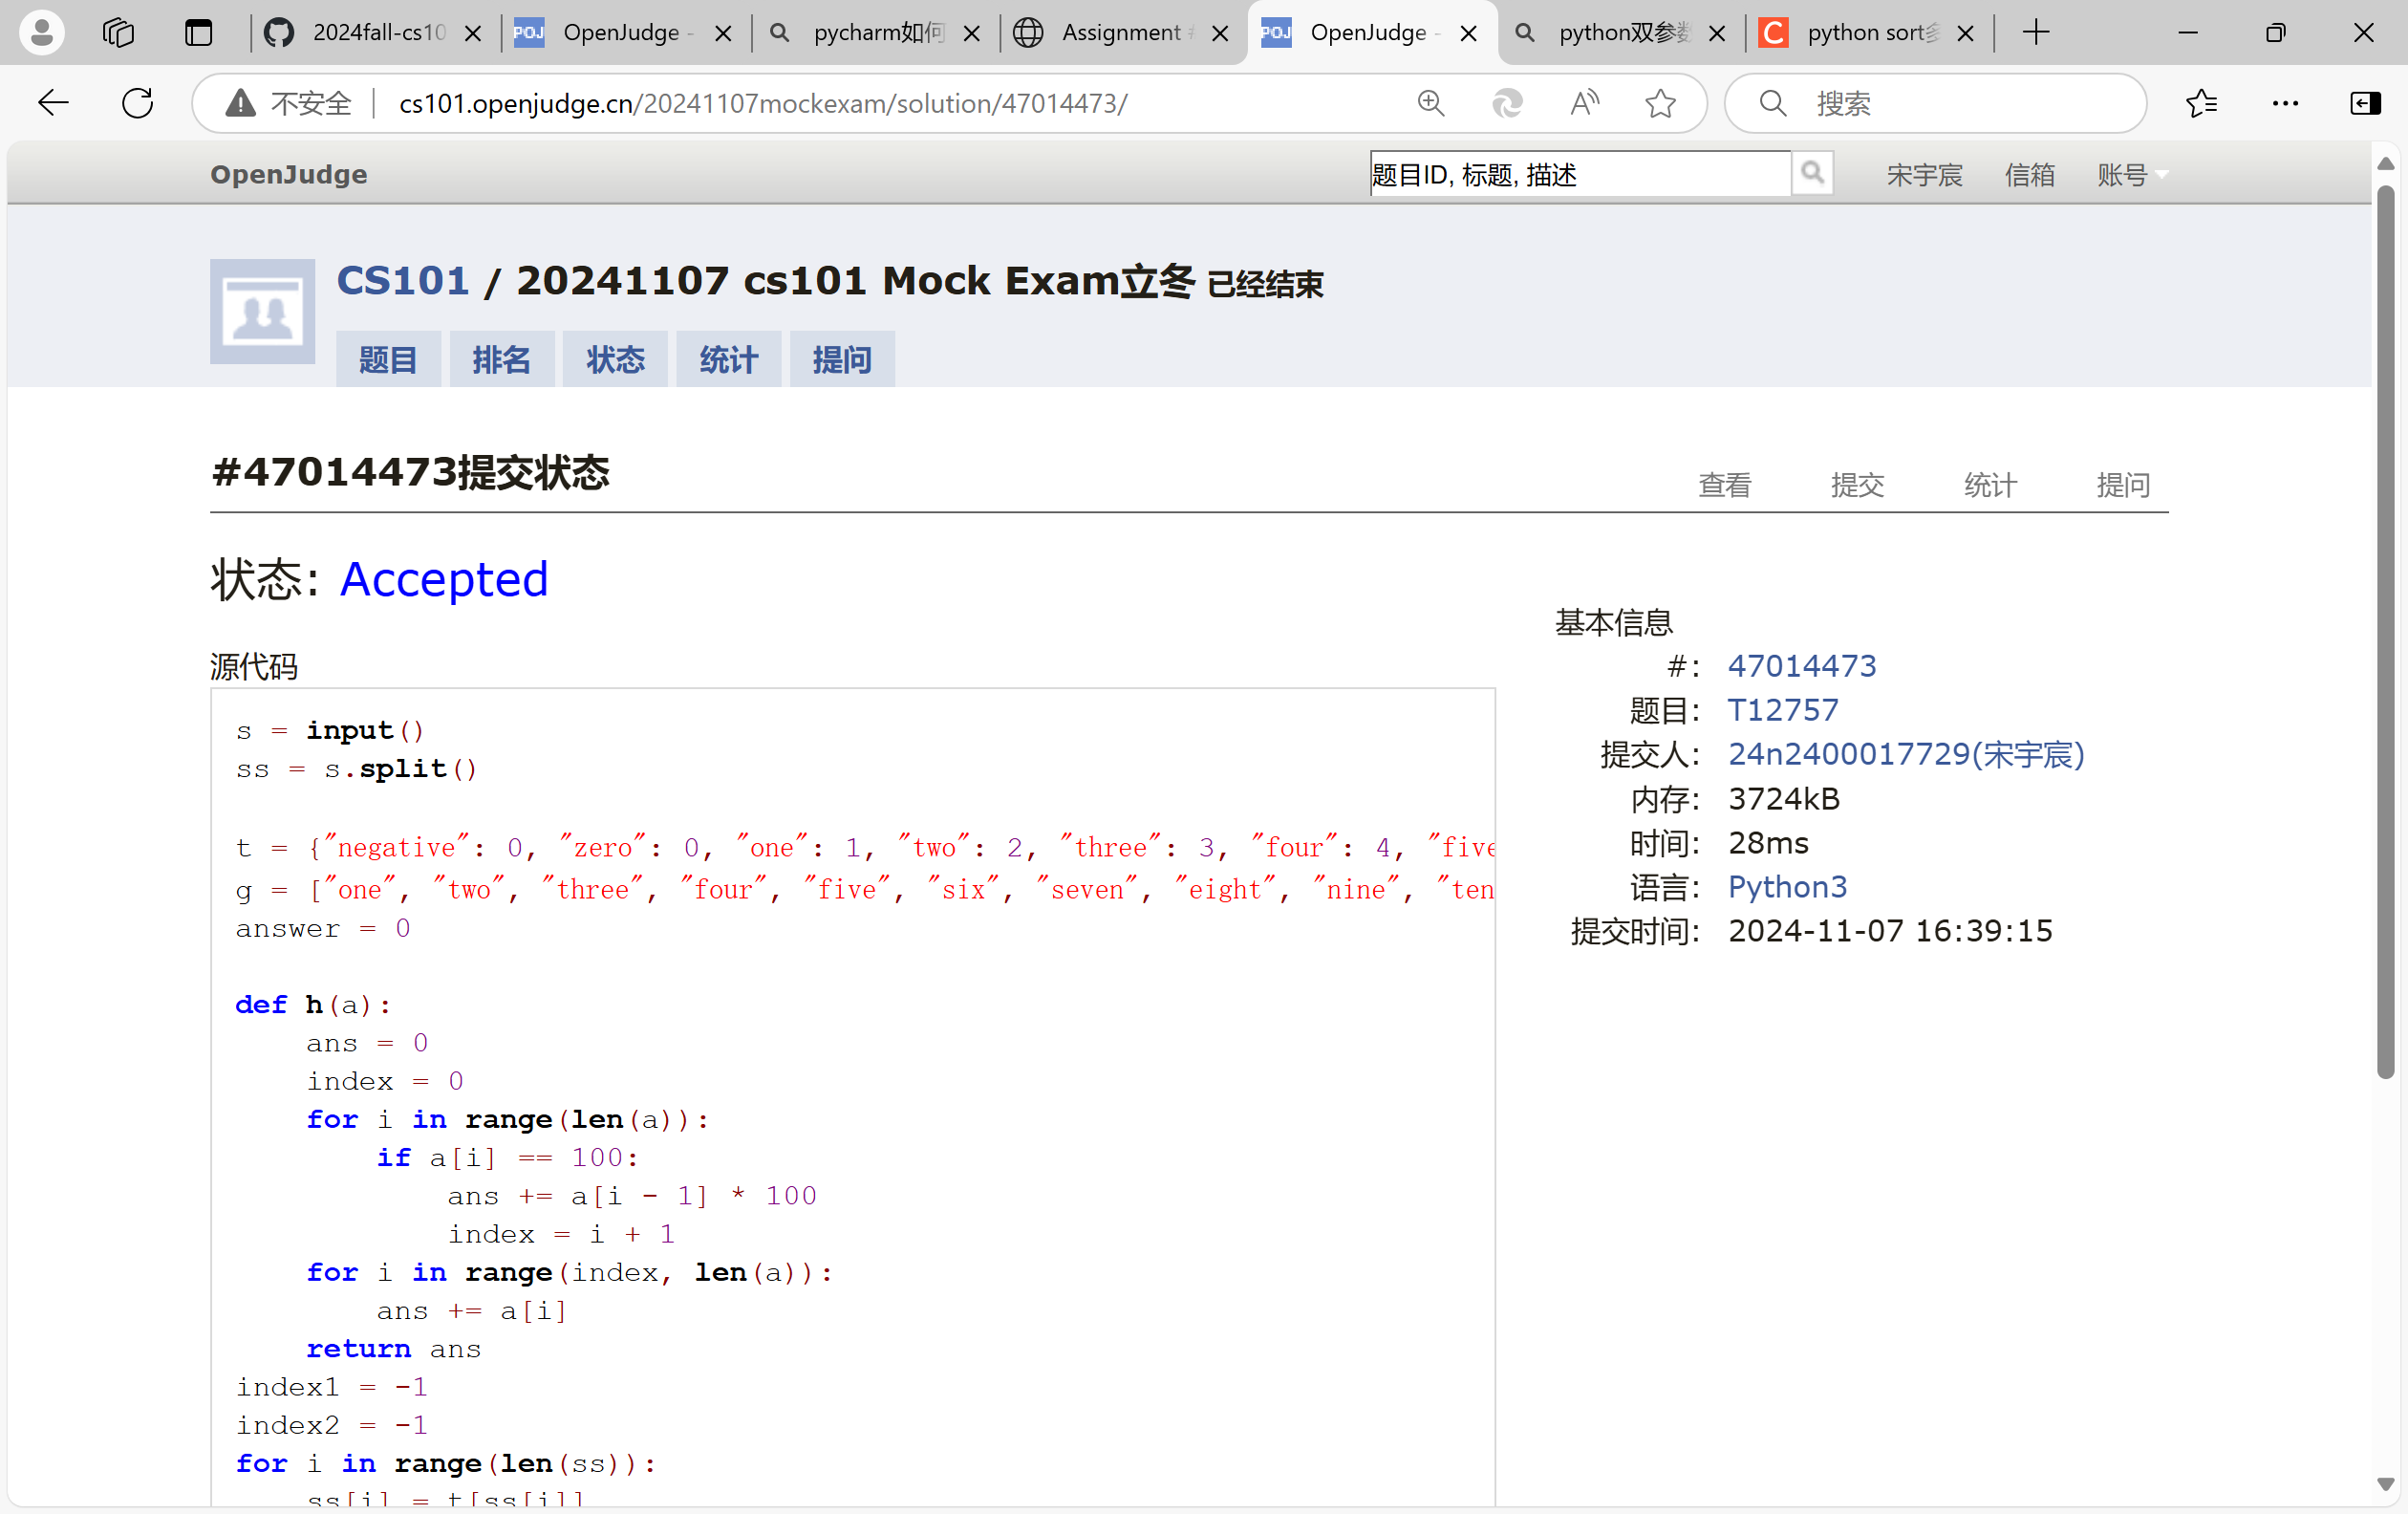 2024fall-cs10
POJ OpenJudge -
pycharm如何
Assignment #
POJ OpenJudge -
python双参数
C python sort多
不安全 cs101.openjudge.cn/20241107mockexam/solution/47014473/
搜索
OpenJudge
题目ID, 标题, 描述
宋宇宸 信箱 账号
CS101 / 20241107 cs101 Mock Exam立冬 已经结束
题目 排名 状态 统计 提问
#47014473提交状态
查看 提交 统计 提问
状态: Accepted
源代码
s = input()
ss = s.split()
t = {"negative": 0, "zero": 0, "one": 1, "two": 2, "three": 3, "four": 4, "five
g = ["one", "two", "three", "four", "five", "six", "seven", "eight", "nine", "ten
answer = 0
def h(a):
    ans = 0
    index = 0
    for i in range(len(a)):
        if a[i] == 100:
            ans += a[i - 1] * 100
            index = i + 1
    for i in range(index, len(a)):
        ans += a[i]
    return ans
index1 = -1
index2 = -1
for i in range(len(ss)):
    ss[i] = t[ss[i]]
基本信息
#: 47014473
题目: T12757
提交人: 24n2400017729(宋宇宸)
内存: 3724kB
时间: 28ms
语言: Python3
提交时间: 2024-11-07 16:39:15